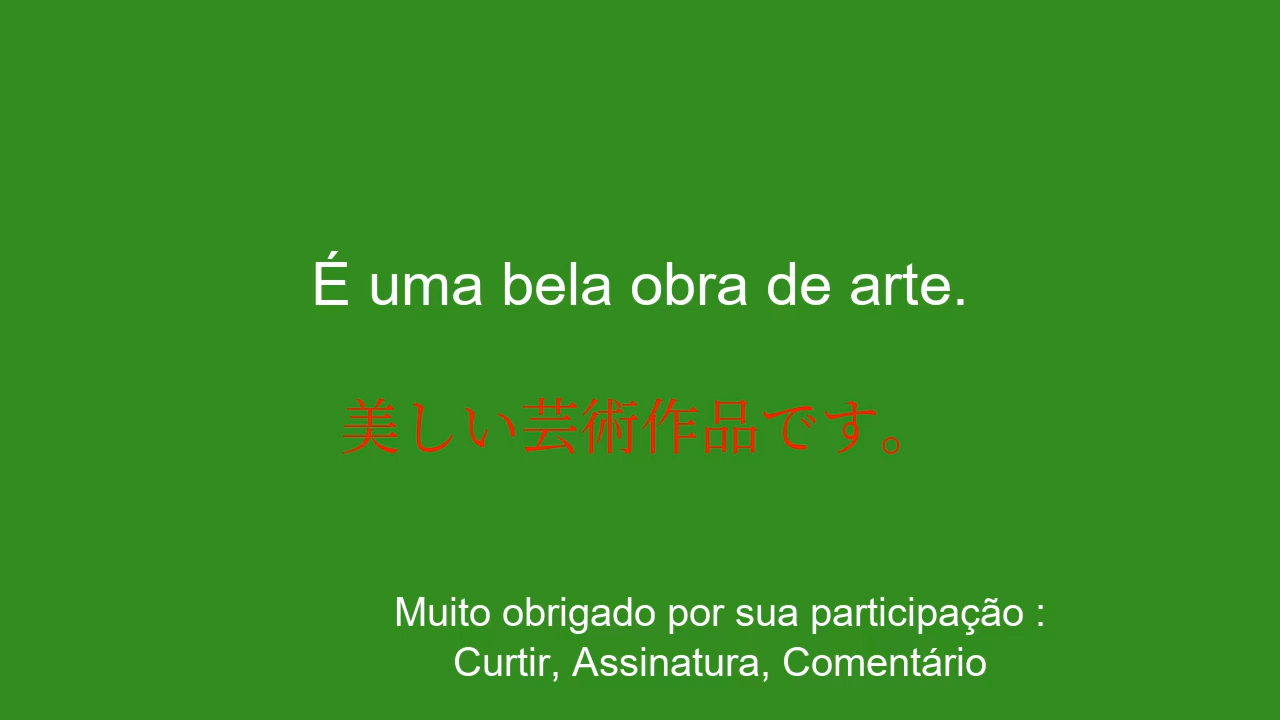 É uma bela obra de arte.
美しい芸術作品です。
Muito obrigado por sua participação :
Curtir, Assinatura, Comentário